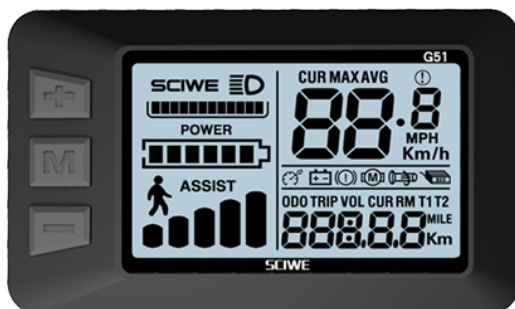 G51
SCIWE
CUR MAX AVG
88.8
MPH
Km/h
POWER
M
ASSIST
ODO TRIP VOL CUR RM T1 T2
888:8.8
MILE
Km
SCIWE